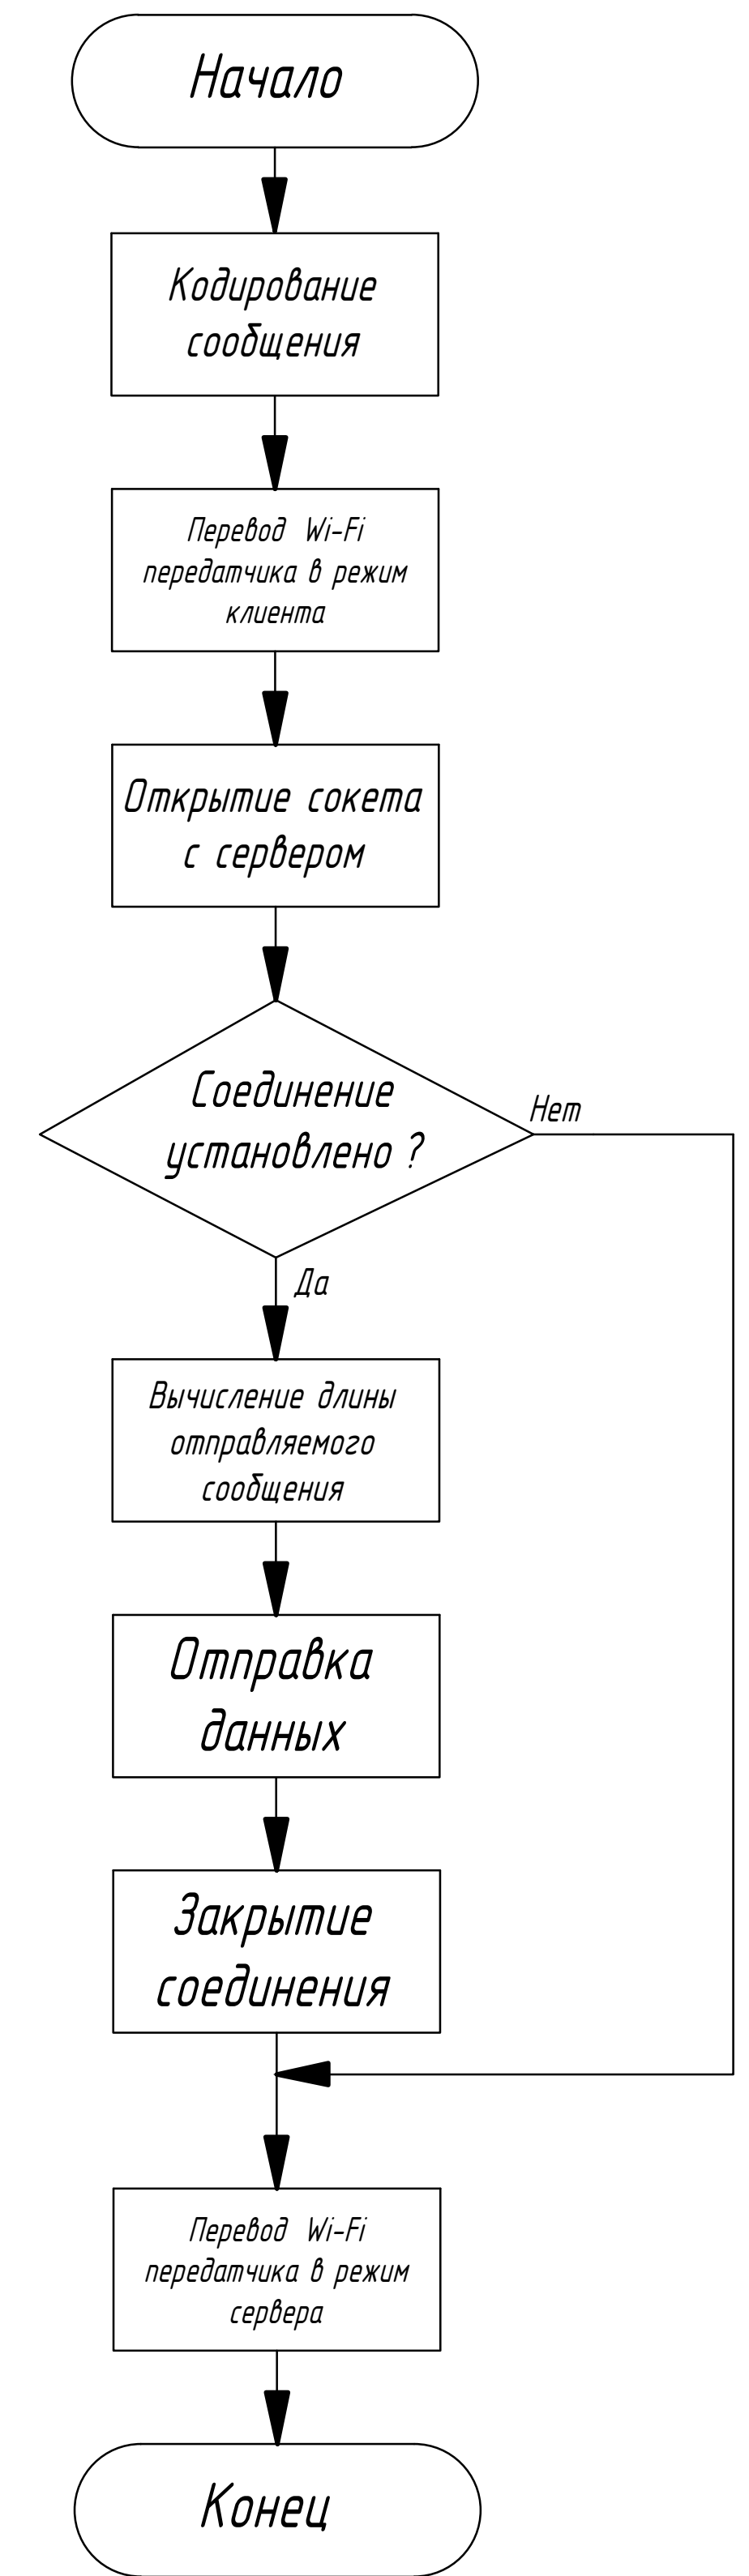 Начало
Кодирование
сообщения
Перевод Wi-Fi
передатчика в режим
клиента
Открытие сокета
с сервером
Соединение
установлено ?
Нет
Да
Вычисление длины
отправляемого
сообщения
Отправка
данных
Закрытие
соединения
Перевод Wi-Fi
передатчика в режим
сервера
Конец